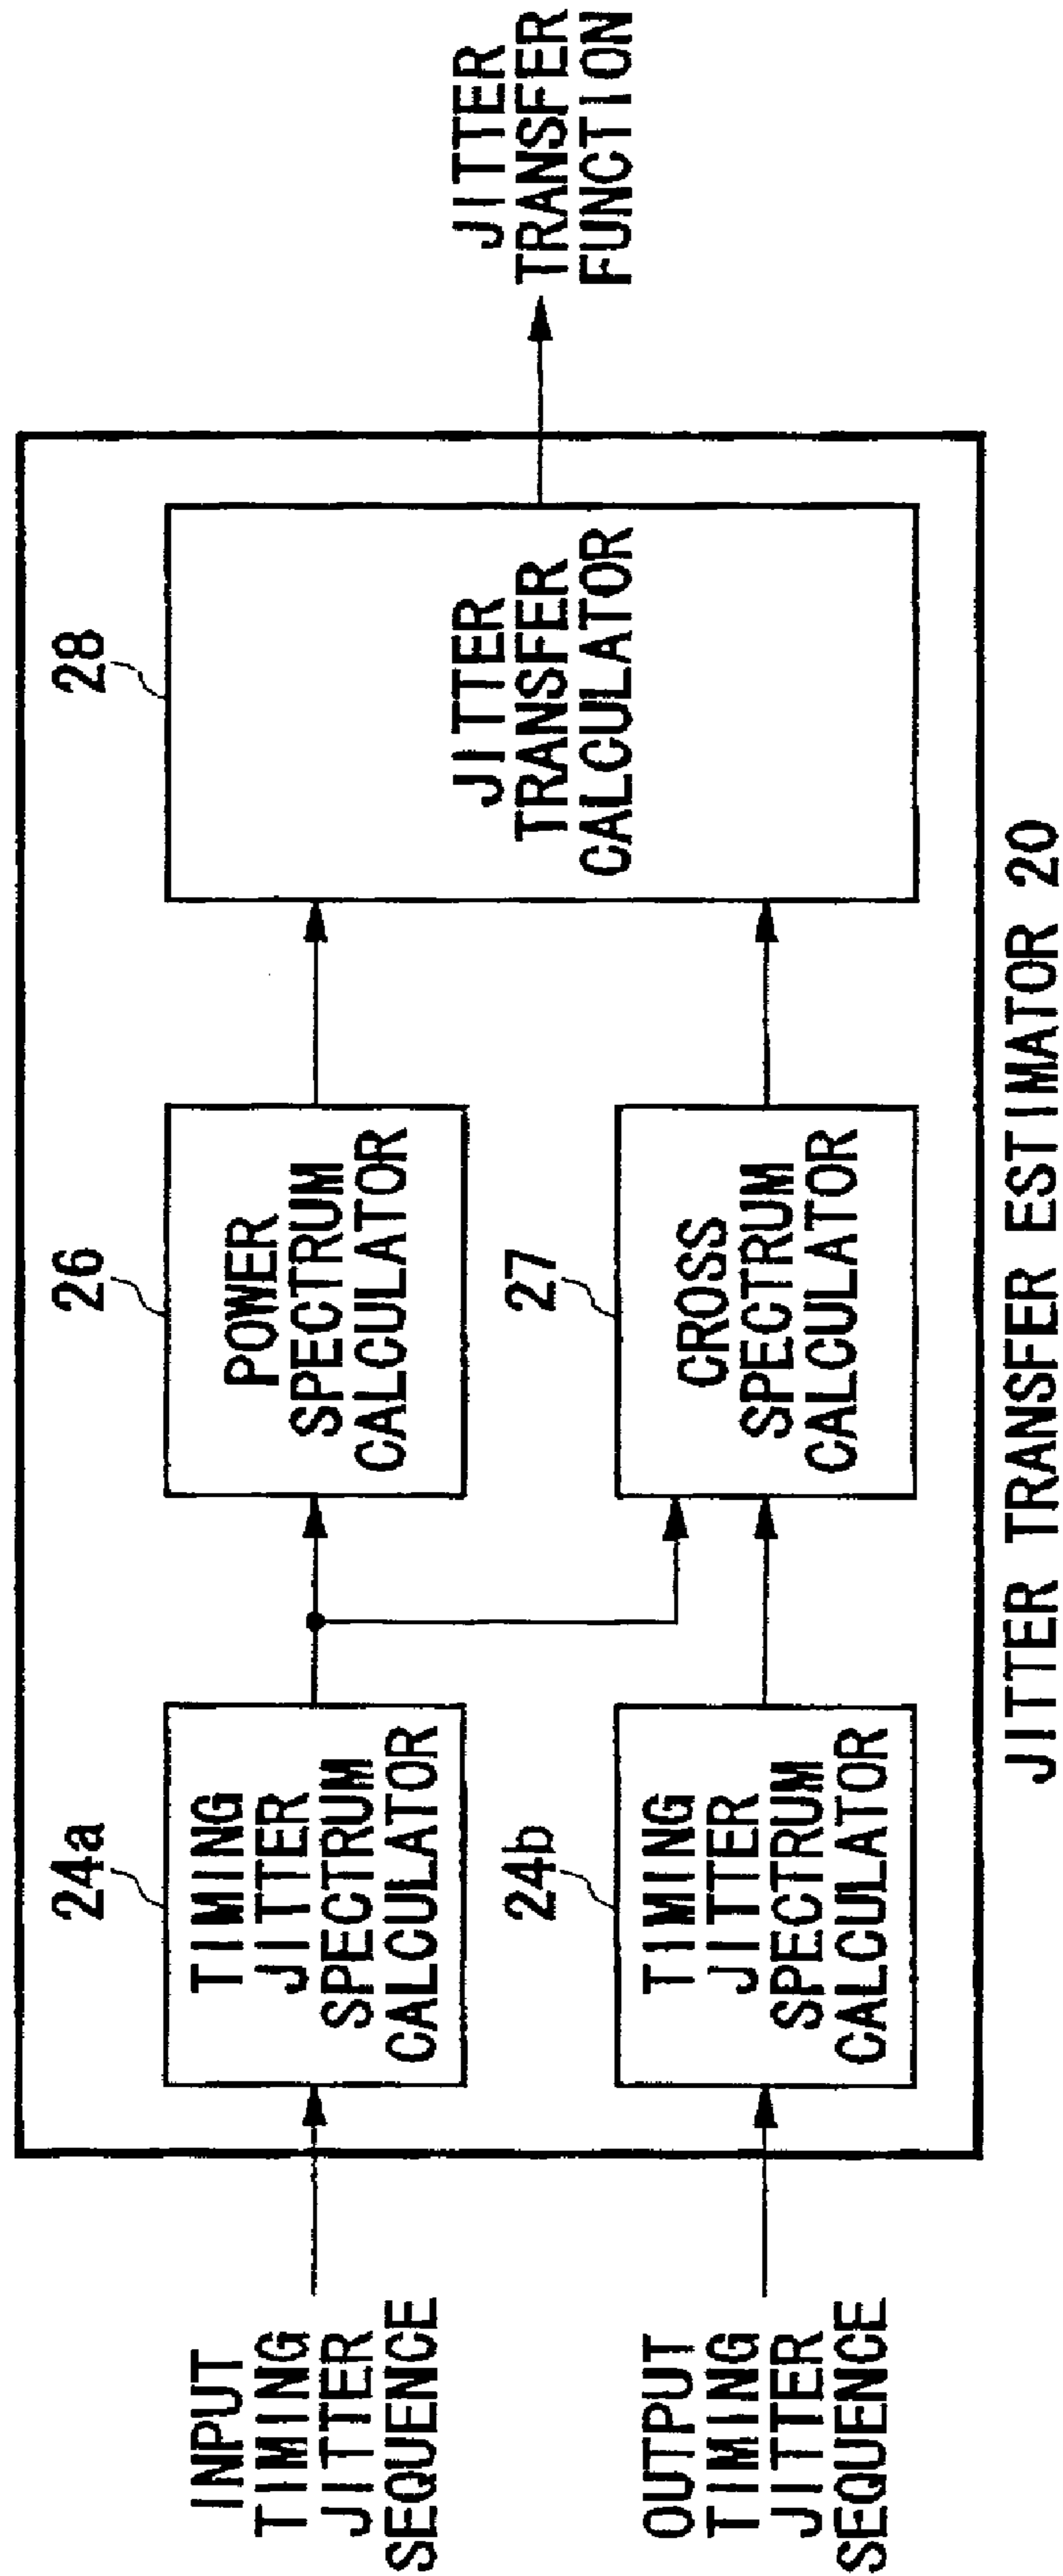 INPUT
TIMING
JITTER
SEQUENCE
OUTPUT
TIMING
JITTER
SEQUENCE
24a
TIMING
JITTER
SPECTRUM
CALCULATOR
24b
TIMING
JITTER
SPECTRUM
CALCULATOR
26
POWER
SPECTRUM
CALCULATOR
27
CROSS
SPECTRUM
CALCULATOR
28
JITTER
TRANSFER
CALCULATOR
JITTER
TRANSFER
FUNCTION
JITTER TRANSFER ESTIMATOR 20